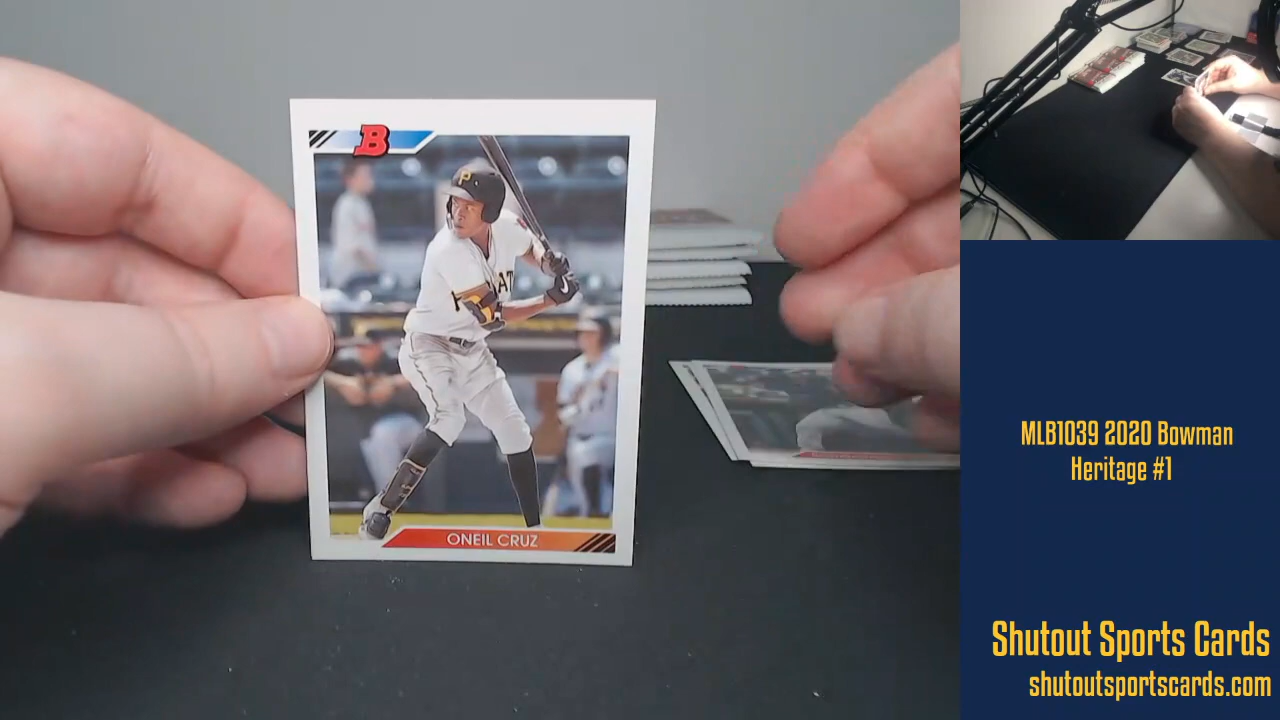 B
P
ONEIL CRUZ
MLB1039 2020 Bowman
Heritage #1
Shutout Sports Cards
shutoutsportscards.com